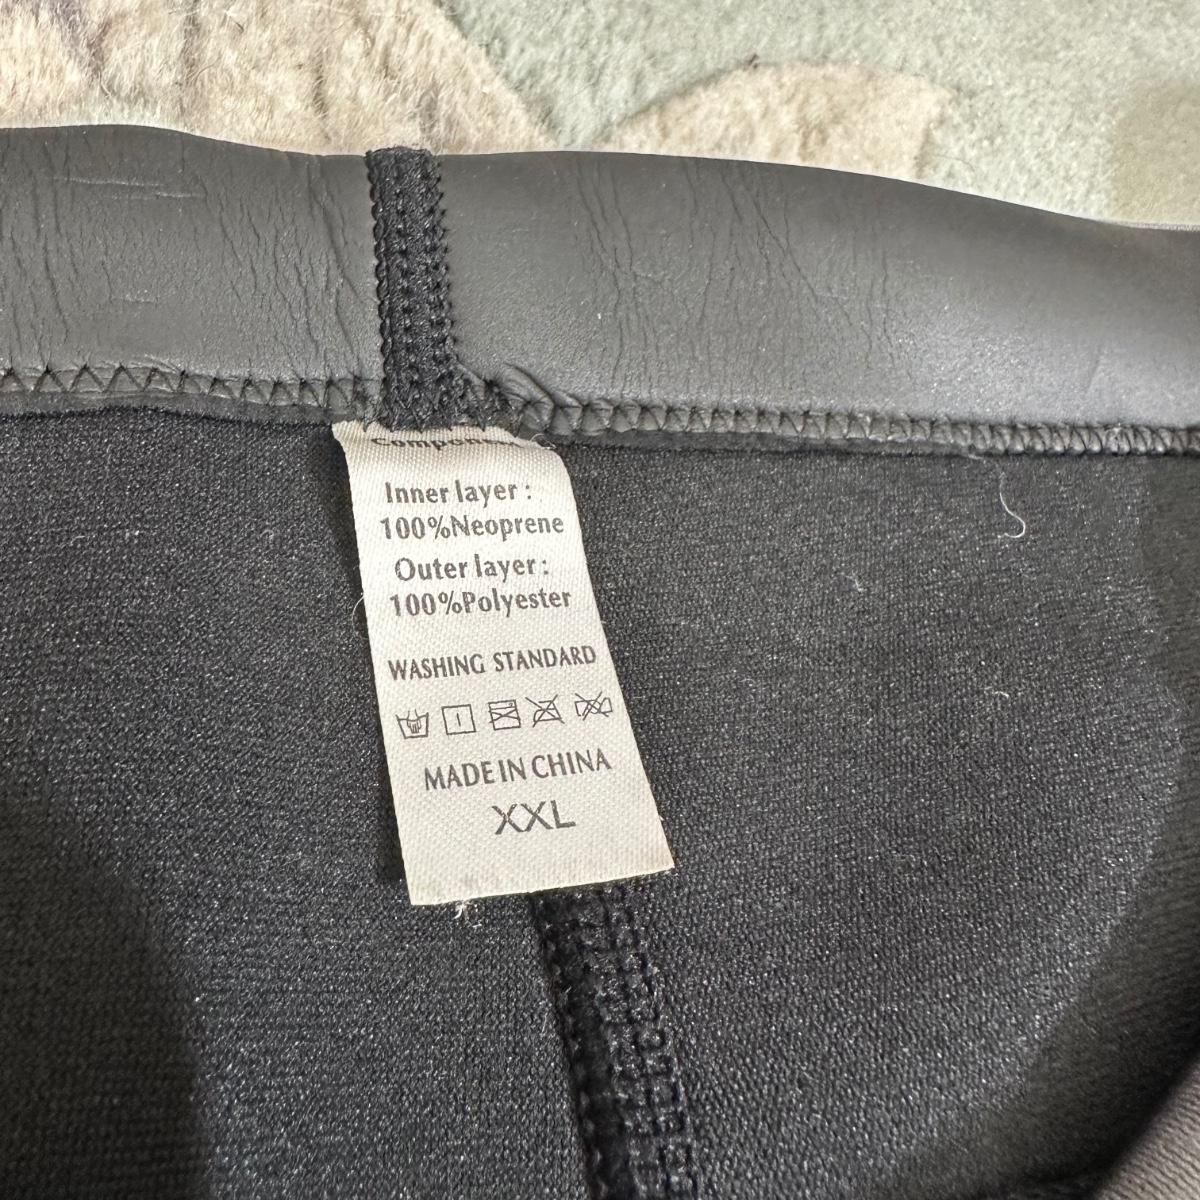 Inner layer :
100%Neoprene
Outer layer :
100%Polyester
WASHING STANDARD
MADE IN CHINA
XXL